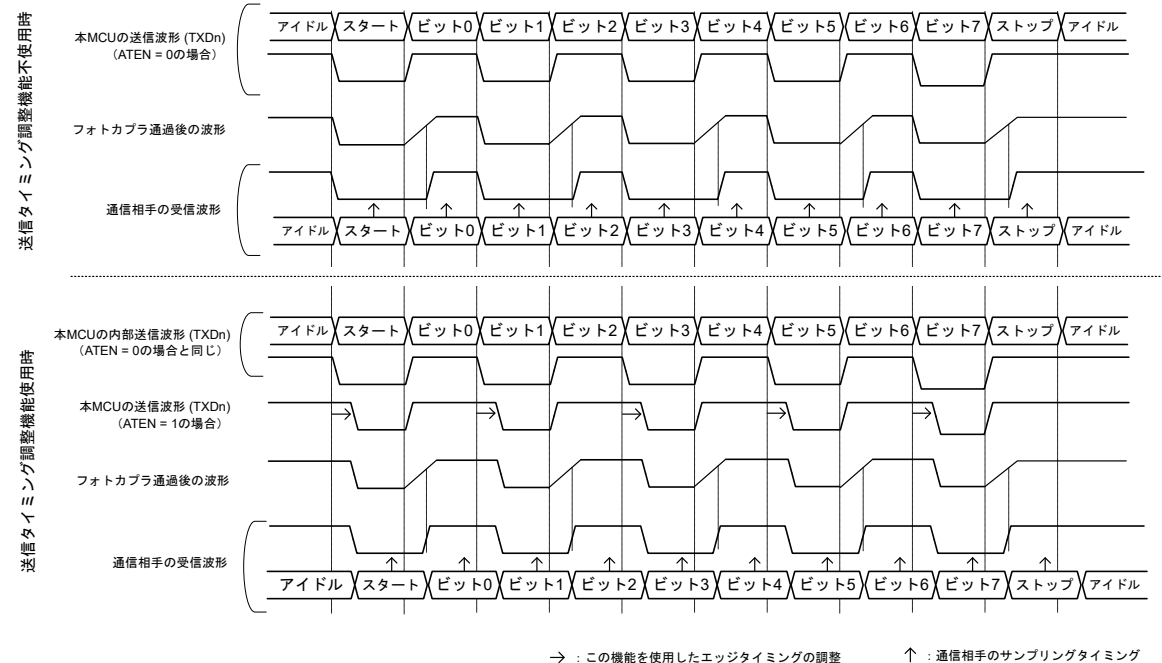 送信タイミング調整機能不使用時
本MCUの送信波形 (TXDn)
（ATEN = 0の場合）
アイドル スタート ビット0 ビット1 ビット2 ビット3 ビット4 ビット5 ビット6 ビット7 ストップ アイドル
フォトカプラ通過後の波形
通信相手の受信波形
アイドル スタート ビット0 ビット1 ビット2 ビット3 ビット4 ビット5 ビット6 ビット7 ストップ アイドル
送信タイミング調整機能使用時
本MCUの内部送信波形 (TXDn)
（ATEN = 0の場合と同じ）
アイドル スタート ビット0 ビット1 ビット2 ビット3 ビット4 ビット5 ビット6 ビット7 ストップ アイドル
本MCUの送信波形 (TXDn)
（ATEN = 1の場合）
フォトカプラ通過後の波形
通信相手の受信波形
アイドル スタート ビット0 ビット1 ビット2 ビット3 ビット4 ビット5 ビット6 ビット7 ストップ アイドル
→ ：この機能を使用したエッジタイミングの調整 ↑ ：通信相手のサンプリングタイミング